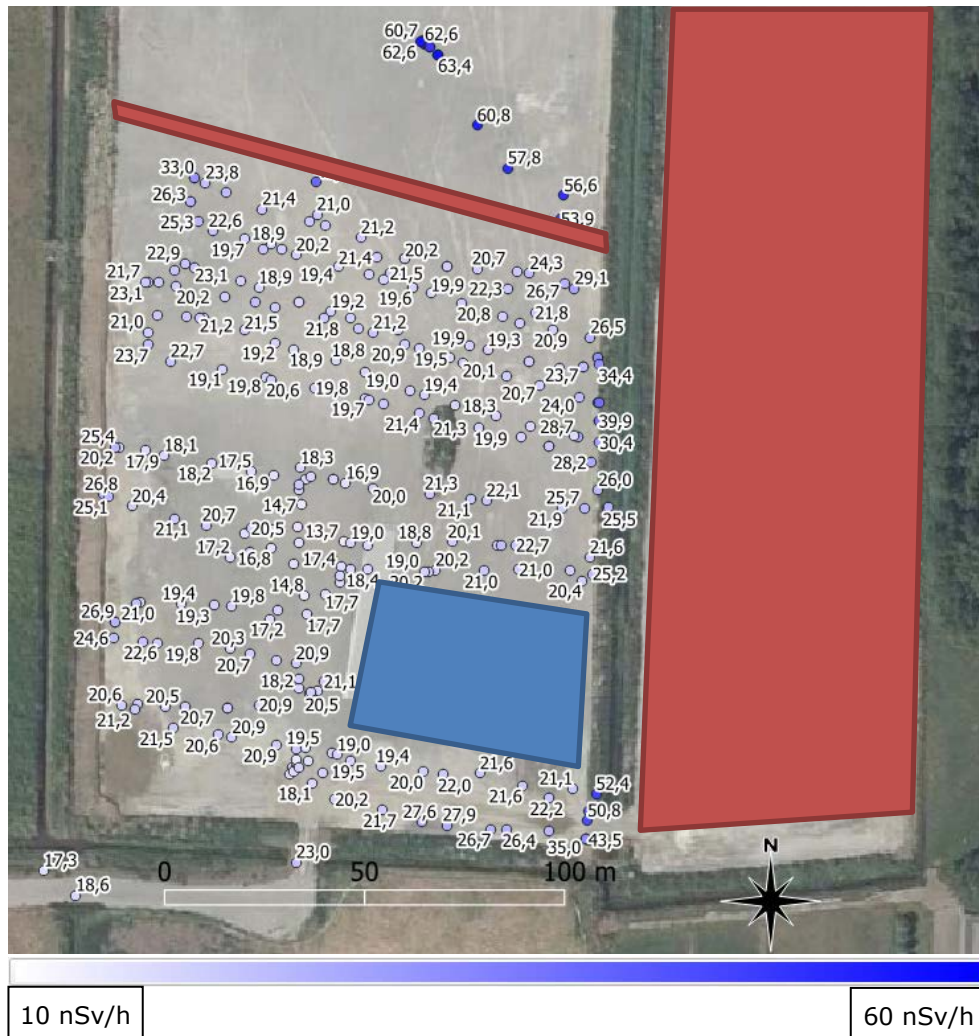 60,7 62,6
62,6
63,4
60,8
57,8
33,0 23,8
56,6
26,3 21,4 21,0
53,9
25,3 22,6 18,9 21,2
19,7 20,2 21,4 20,2 20,7 24,3
22,9 23,1 19,4 21,5
21,7 18,9 19,9 22,3 26,7 29,1
23,1 20,2 19,6
19,2 20,8 21,8
21,0 21,2 21,5 21,8 21,2 26,5
19,9 19,3 20,9
23,7 22,7 19,2 18,9 18,8 20,9 19,5
20,1 23,7 34,4
19,1 19,8 20,6 19,8 19,0 19,4 20,7
19,7 18,3 24,0
21,4 21,3 39,9
25,4 18,1 19,9 28,7 30,4
20,2 17,9 17,5 18,3 28,2
18,2 16,9 16,9
26,8 20,4 20,0 21,3 22,1 26,0
25,1 14,7 21,1 25,7 25,5
21,1 20,7 20,5 13,7 21,9
17,2 16,8 19,0 18,8 20,1 22,7 21,6
17,4 19,0 20,2 21,0 21,0
14,8 18,4 20,2 20,4 25,2
26,9 21,0 19,4 19,8 17,7
19,3 17,2 17,7
24,6 22,6 19,8 20,3
20,7 20,9
18,2 21,1
20,6 20,5 20,9 20,5
21,2 20,7
21,5 20,6 20,9
20,9 19,5 19,0 19,4 21,6
19,5 20,0 22,0 21,1 52,4
18,1 21,6
20,2 21,7 27,6 27,9 22,2 50,8
26,7 26,4 35,0 43,5
N
17,3 23,0
18,6 0 50 100 m
10 nSv/h 60 nSv/h